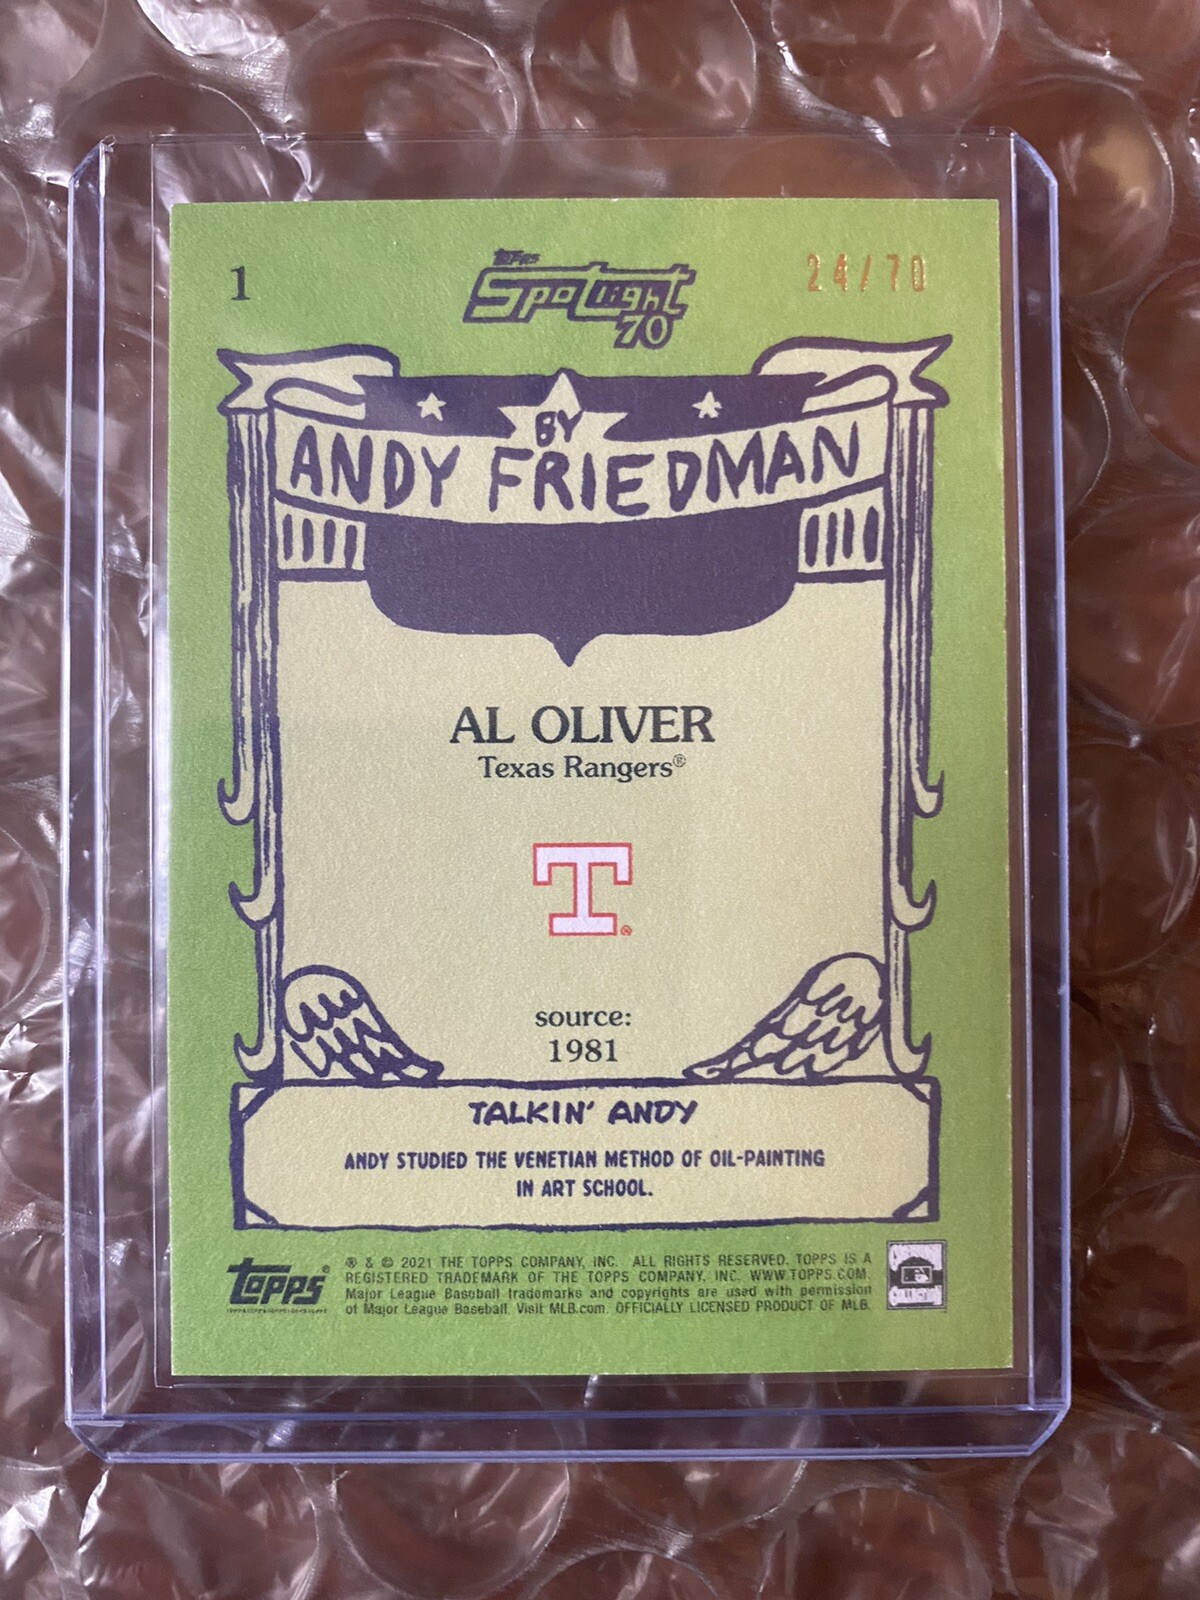 1
TOPPS
Spotlight
70
24/70
BY
ANDY FRIEDMAN
AL OLIVER
Texas Rangers®
T®
source:
1981
TALKIN' ANDY
ANDY STUDIED THE VENETIAN METHOD OF OIL-PAINTING
IN ART SCHOOL.
topps®
® & © 2021 THE TOPPS COMPANY, INC. ALL RIGHTS RESERVED. TOPPS IS A
REGISTERED TRADEMARK OF THE TOPPS COMPANY, INC. WWW.TOPPS.COM.
Major League Baseball trademarks and copyrights are used with permission
of Major League Baseball. Visit MLB.com. OFFICIALLY LICENSED PRODUCT OF MLB.